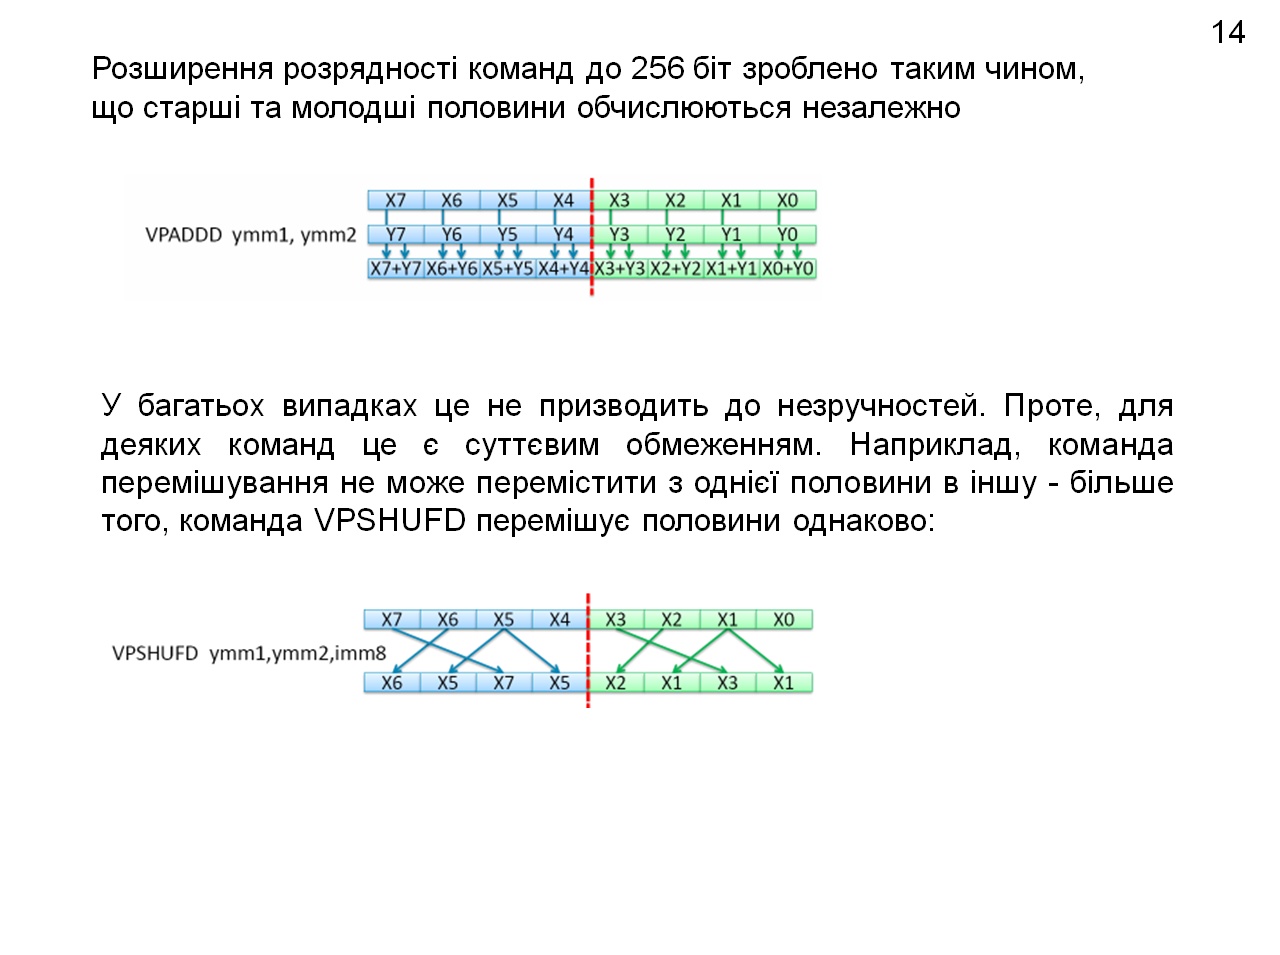 14
Розширення розрядності команд до 256 біт зроблено таким чином,
що старші та молодші половини обчислюються незалежно
X7 X6 X5 X4 X3 X2 X1 X0
VPADDD ymm1, ymm2 Y7 Y6 Y5 Y4 Y3 Y2 Y1 Y0
X7+Y7 X6+Y6 X5+Y5 X4+Y4 X3+Y3 X2+Y2 X1+Y1 X0+Y0
У багатьох випадках це не призводить до незручностей. Проте, для
деяких команд це є суттєвим обмеженням. Наприклад, команда
перемішування не може перемістити з однієї половини в іншу - більше
того, команда VPSHUFD перемішує половини однаково:
X7 X6 X5 X4 X3 X2 X1 X0
VPSHUFD ymm1,ymm2,imm8
X6 X5 X7 X5 X2 X1 X3 X1